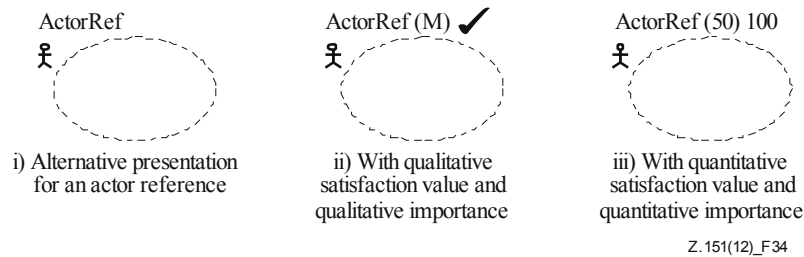 ActorRef
ActorRef (M)
ActorRef (50) 100
i) Alternative presentation
for an actor reference
ii) With qualitative
satisfaction value and
qualitative importance
iii) With quantitative
satisfaction value and
quantitative importance
Z.151(12)_F34